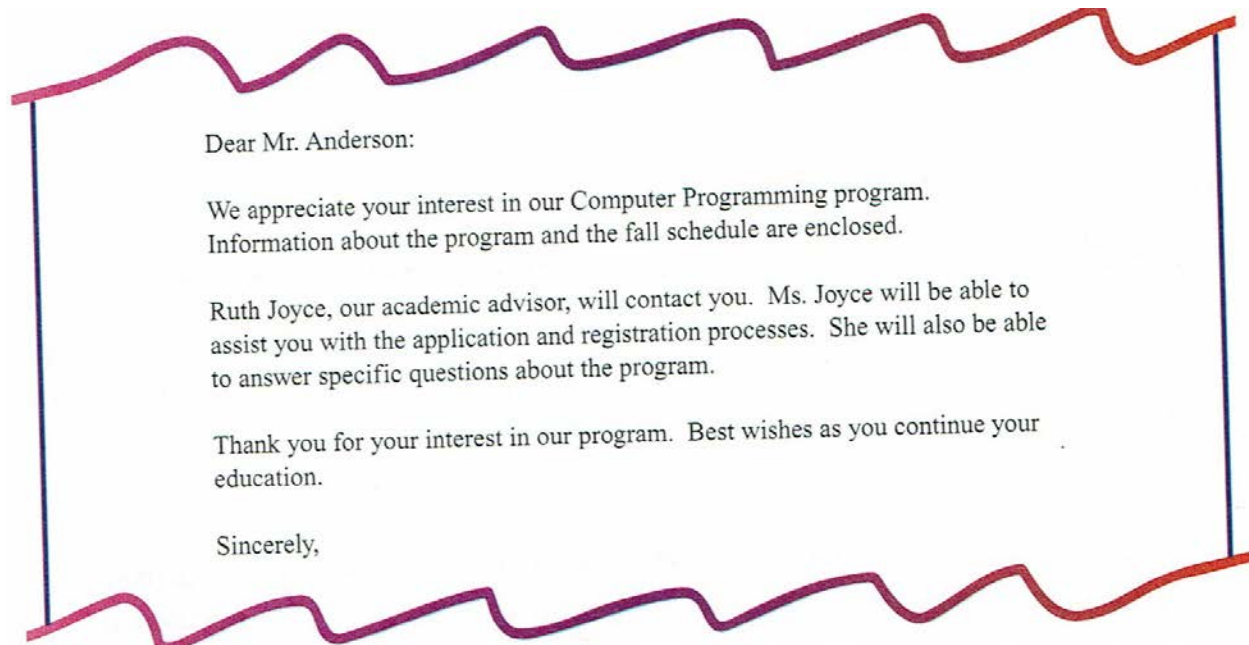 Dear Mr. Anderson:
We appreciate your interest in our Computer Programming program.
Information about the program and the fall schedule are enclosed.
Ruth Joyce, our academic advisor, will contact you.  Ms. Joyce will be able to
assist you with the application and registration processes.  She will also be able
to answer specific questions about the program.
Thank you for your interest in our program.  Best wishes as you continue your
education.
Sincerely,